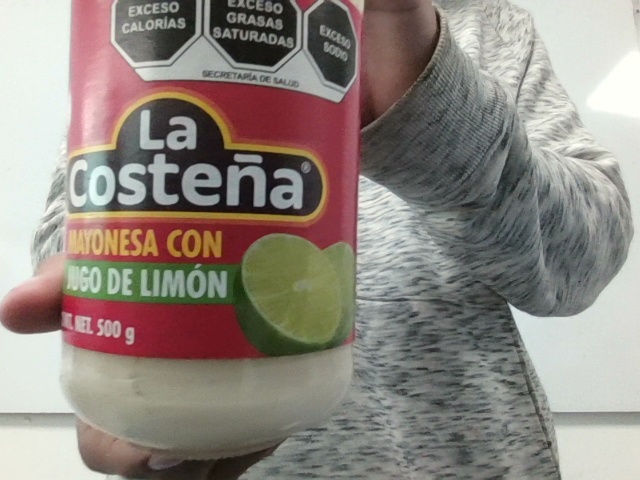 EXCESO
CALORÍAS
EXCESO
GRASAS
SATURADAS
EXCESO
SODIO
SECRETARÍA DE SALUD
La
Costeña®
MAYONESA CON
JUGO DE LIMÓN
NET. 500 g